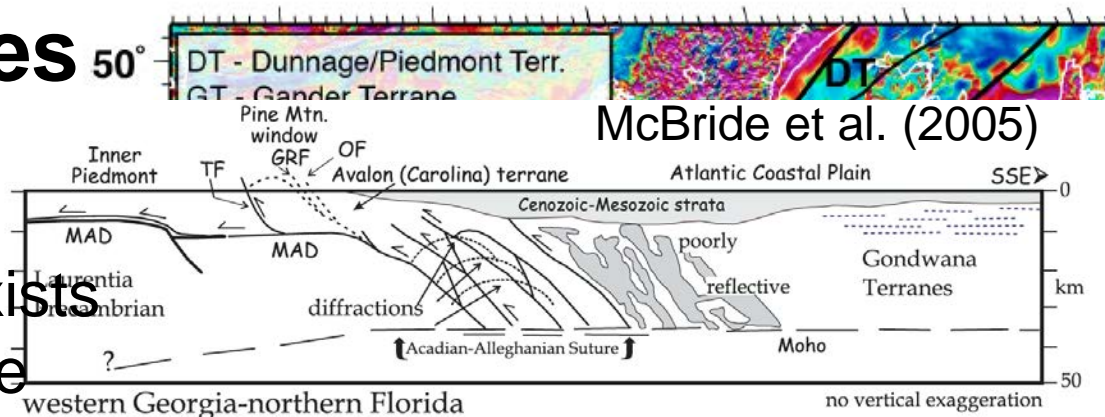 es 50°
DT - Dunnage/Piedmont Terr.
GT - Gander Terrane
DT
McBride et al. (2005)
Pine Mtn.
window
Inner
Piedmont
TF
GRF
OF
Avalon (Carolina) terrane
Atlantic Coastal Plain
SSE
0
Cenozoic-Mesozoic strata
MAD
MAD
poorly
reflective
Gondwana
Terranes
Laurentia
Precambrian
xists
diffractions
km
Acadian-Alleghanian Suture
Moho
?
e
50
western Georgia-northern Florida
no vertical exaggeration